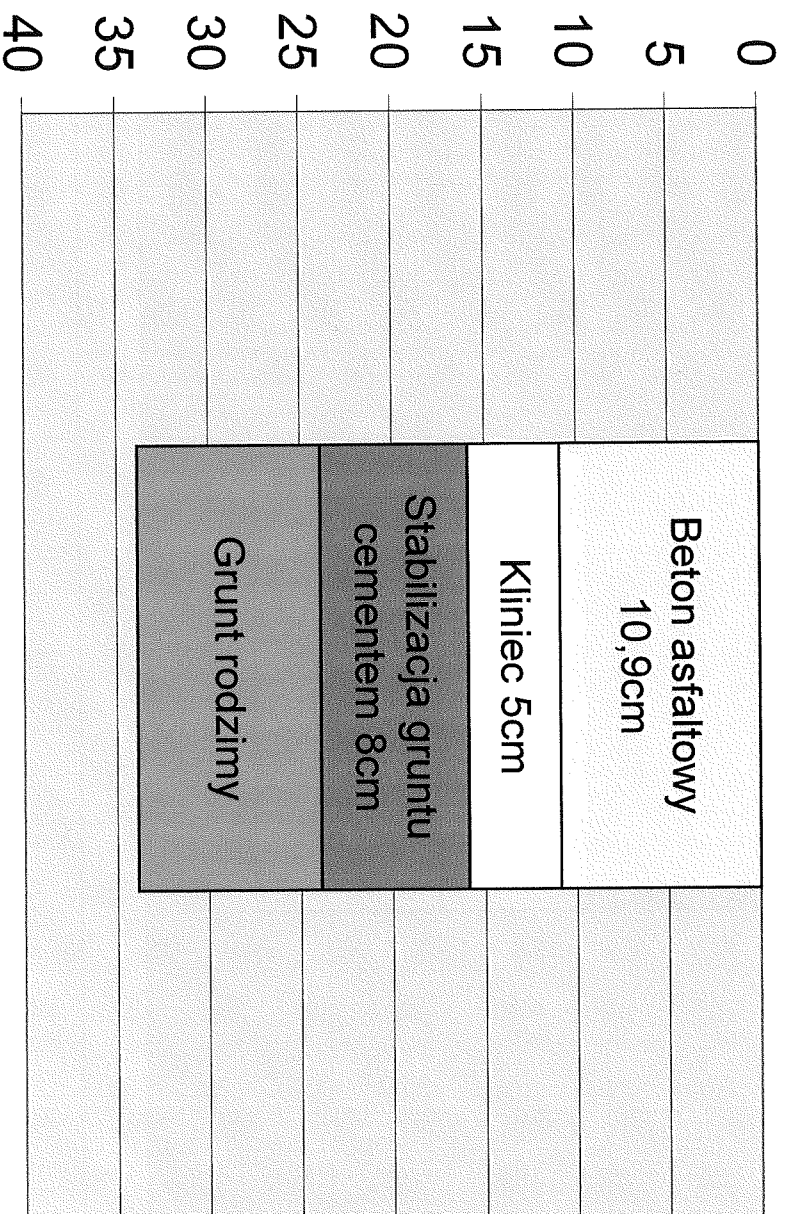 0
5
10
15
20
25
30
35
40
Beton asfaltowy
10,9cm
Kliniec 5cm
Stabilizacja gruntu
cementem 8cm
Grunt rodzimy